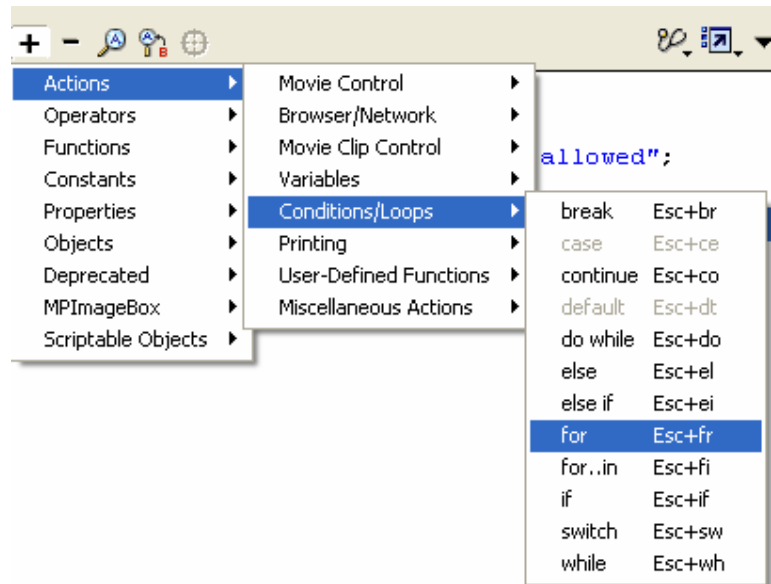 Actions
Operators
Functions
Constants
Properties
Objects
Deprecated
MPImageBox
Scriptable Objects
Movie Control
Browser/Network
Movie Clip Control
Variables
Conditions/Loops
Printing
User-Defined Functions
Miscellaneous Actions
allowed";
break Esc+br
case Esc+ce
continue Esc+co
default Esc+dt
do while Esc+do
else Esc+el
else if Esc+ei
for Esc+fr
for..in Esc+fi
if Esc+if
switch Esc+sw
while Esc+wh